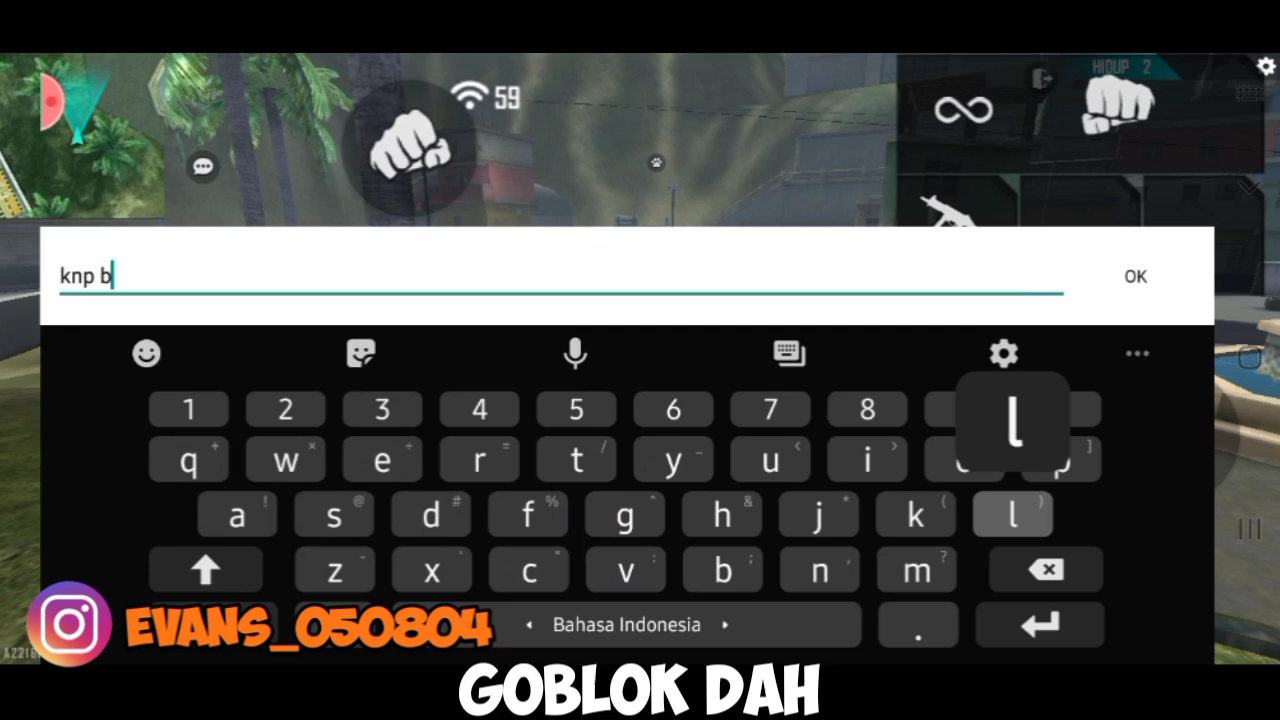 HIDUP 2
59
knp b
OK
1 2 3 4 5 6 7 8
q w e r t y u i p
l
a s d f g h j k l
z x c v b n m
Bahasa Indonesia .
EVANS_050804
GOBLOK DAH